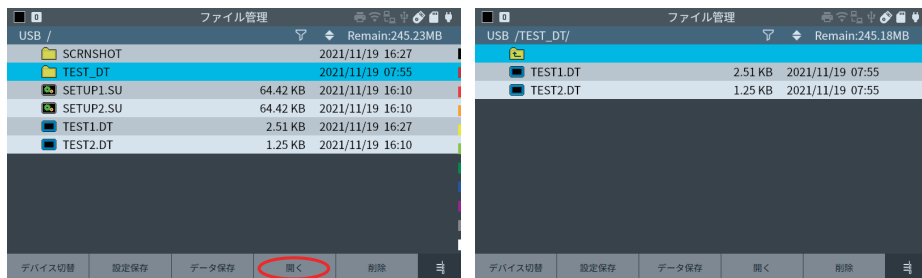 0 ファイル管理
USB / Remain:245.23MB
SCRNSHOT 2021/11/19 16:27
TEST_DT 2021/11/19 07:55
SETUP1.SU 64.42 KB 2021/11/19 16:10
SETUP2.SU 64.42 KB 2021/11/19 16:10
TEST1.DT 2.51 KB 2021/11/19 16:27
TEST2.DT 1.25 KB 2021/11/19 16:10
デバイス切替 設定保存 データ保存 開く 削除
0 ファイル管理
USB /TEST_DT/ Remain:245.18MB
TEST1.DT 2.51 KB 2021/11/19 07:55
TEST2.DT 1.25 KB 2021/11/19 07:55
デバイス切替 設定保存 データ保存 開く 削除